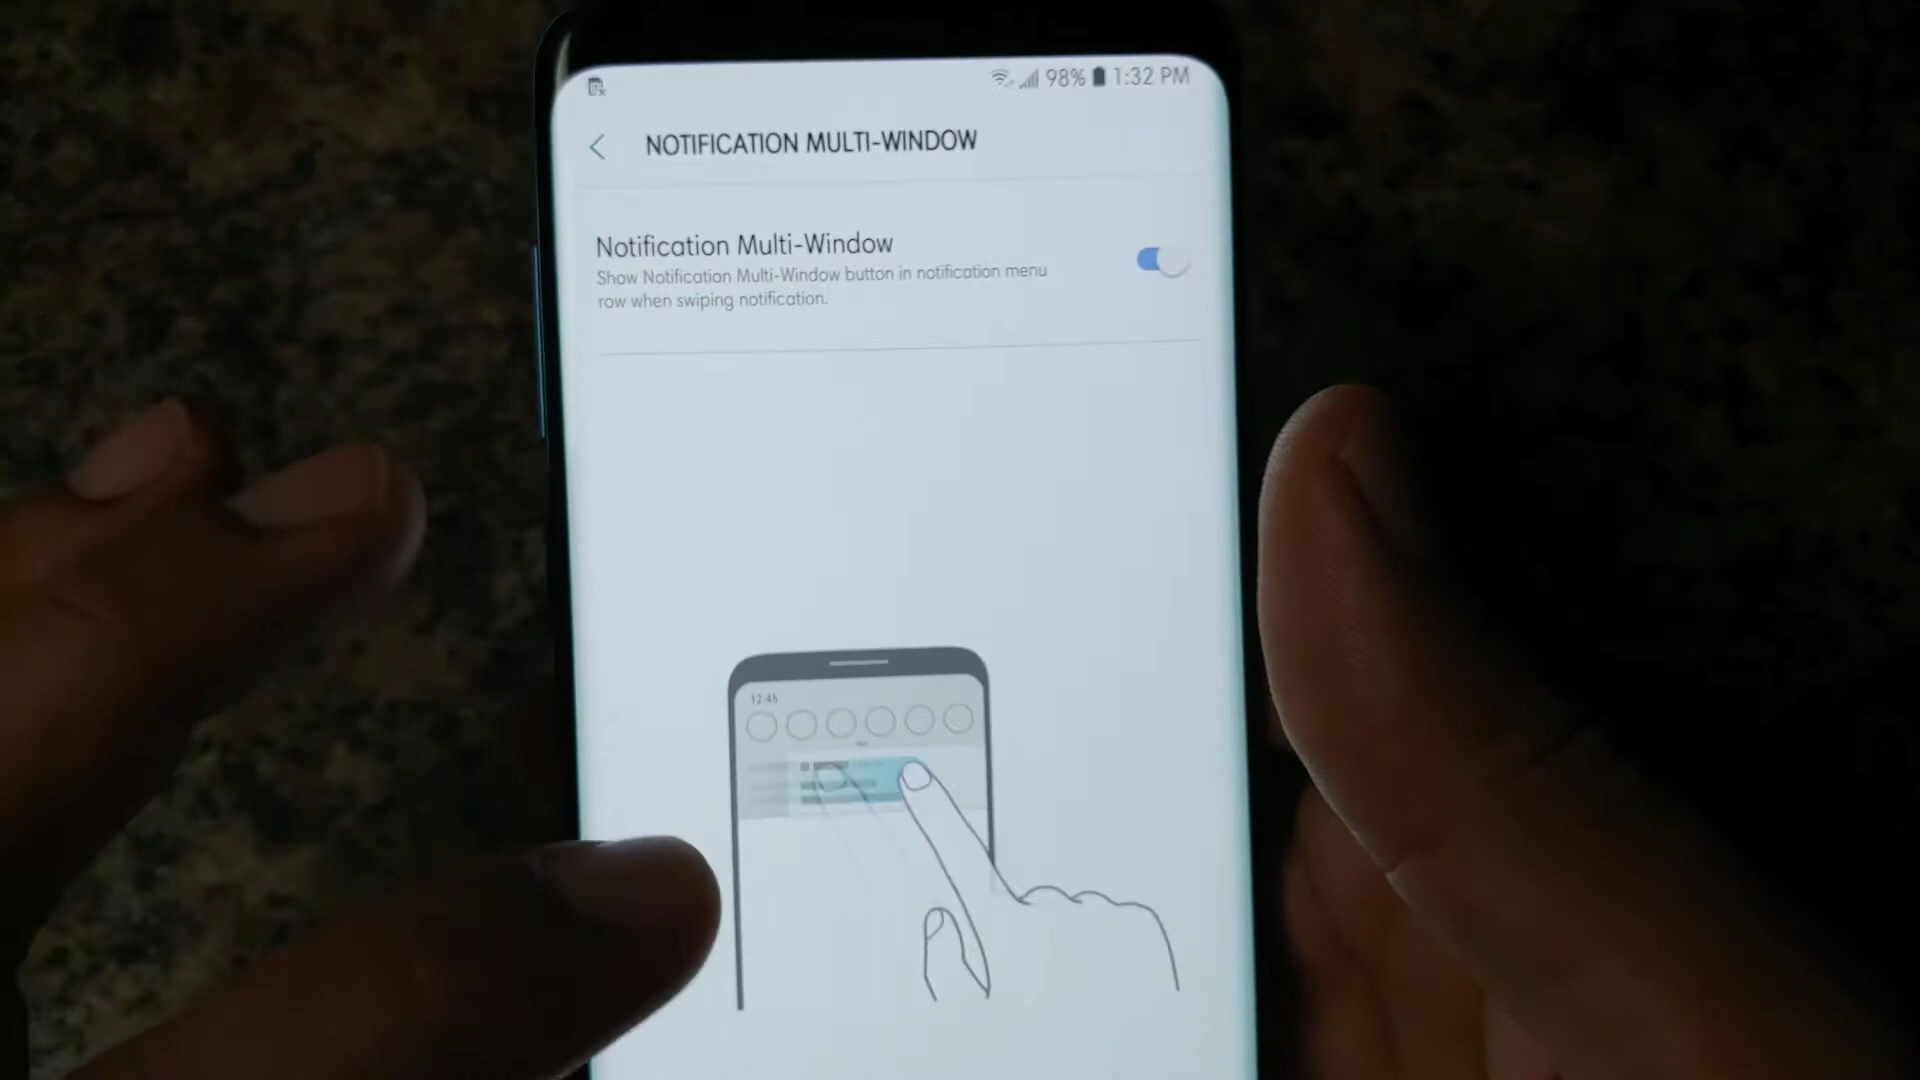 98% 1:32 PM
NOTIFICATION MULTI-WINDOW
Notification Multi-Window
Show Notification Multi-Window button in notification menu
row when swiping notification.
12:45